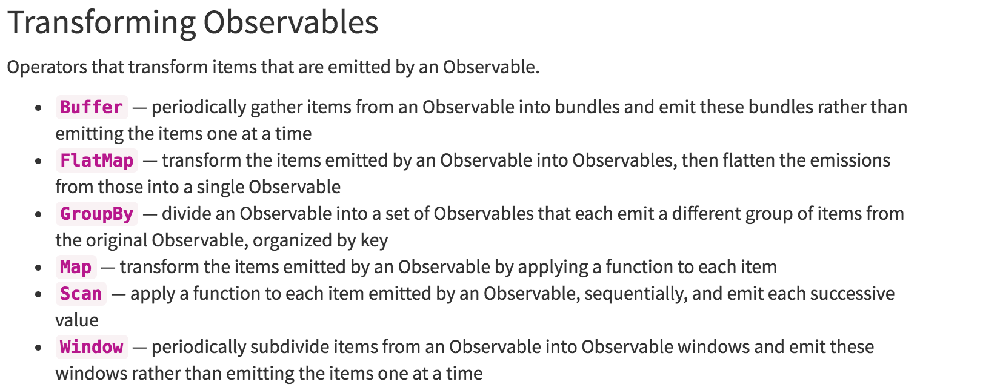 Transforming Observables
Operators that transform items that are emitted by an Observable.
• Buffer — periodically gather items from an Observable into bundles and emit these bundles rather than
emitting the items one at a time
• FlatMap — transform the items emitted by an Observable into Observables, then flatten the emissions
from those into a single Observable
• GroupBy — divide an Observable into a set of Observables that each emit a different group of items from
the original Observable, organized by key
• Map — transform the items emitted by an Observable by applying a function to each item
• Scan — apply a function to each item emitted by an Observable, sequentially, and emit each successive
value
• Window — periodically subdivide items from an Observable into Observable windows and emit these
windows rather than emitting the items one at a time